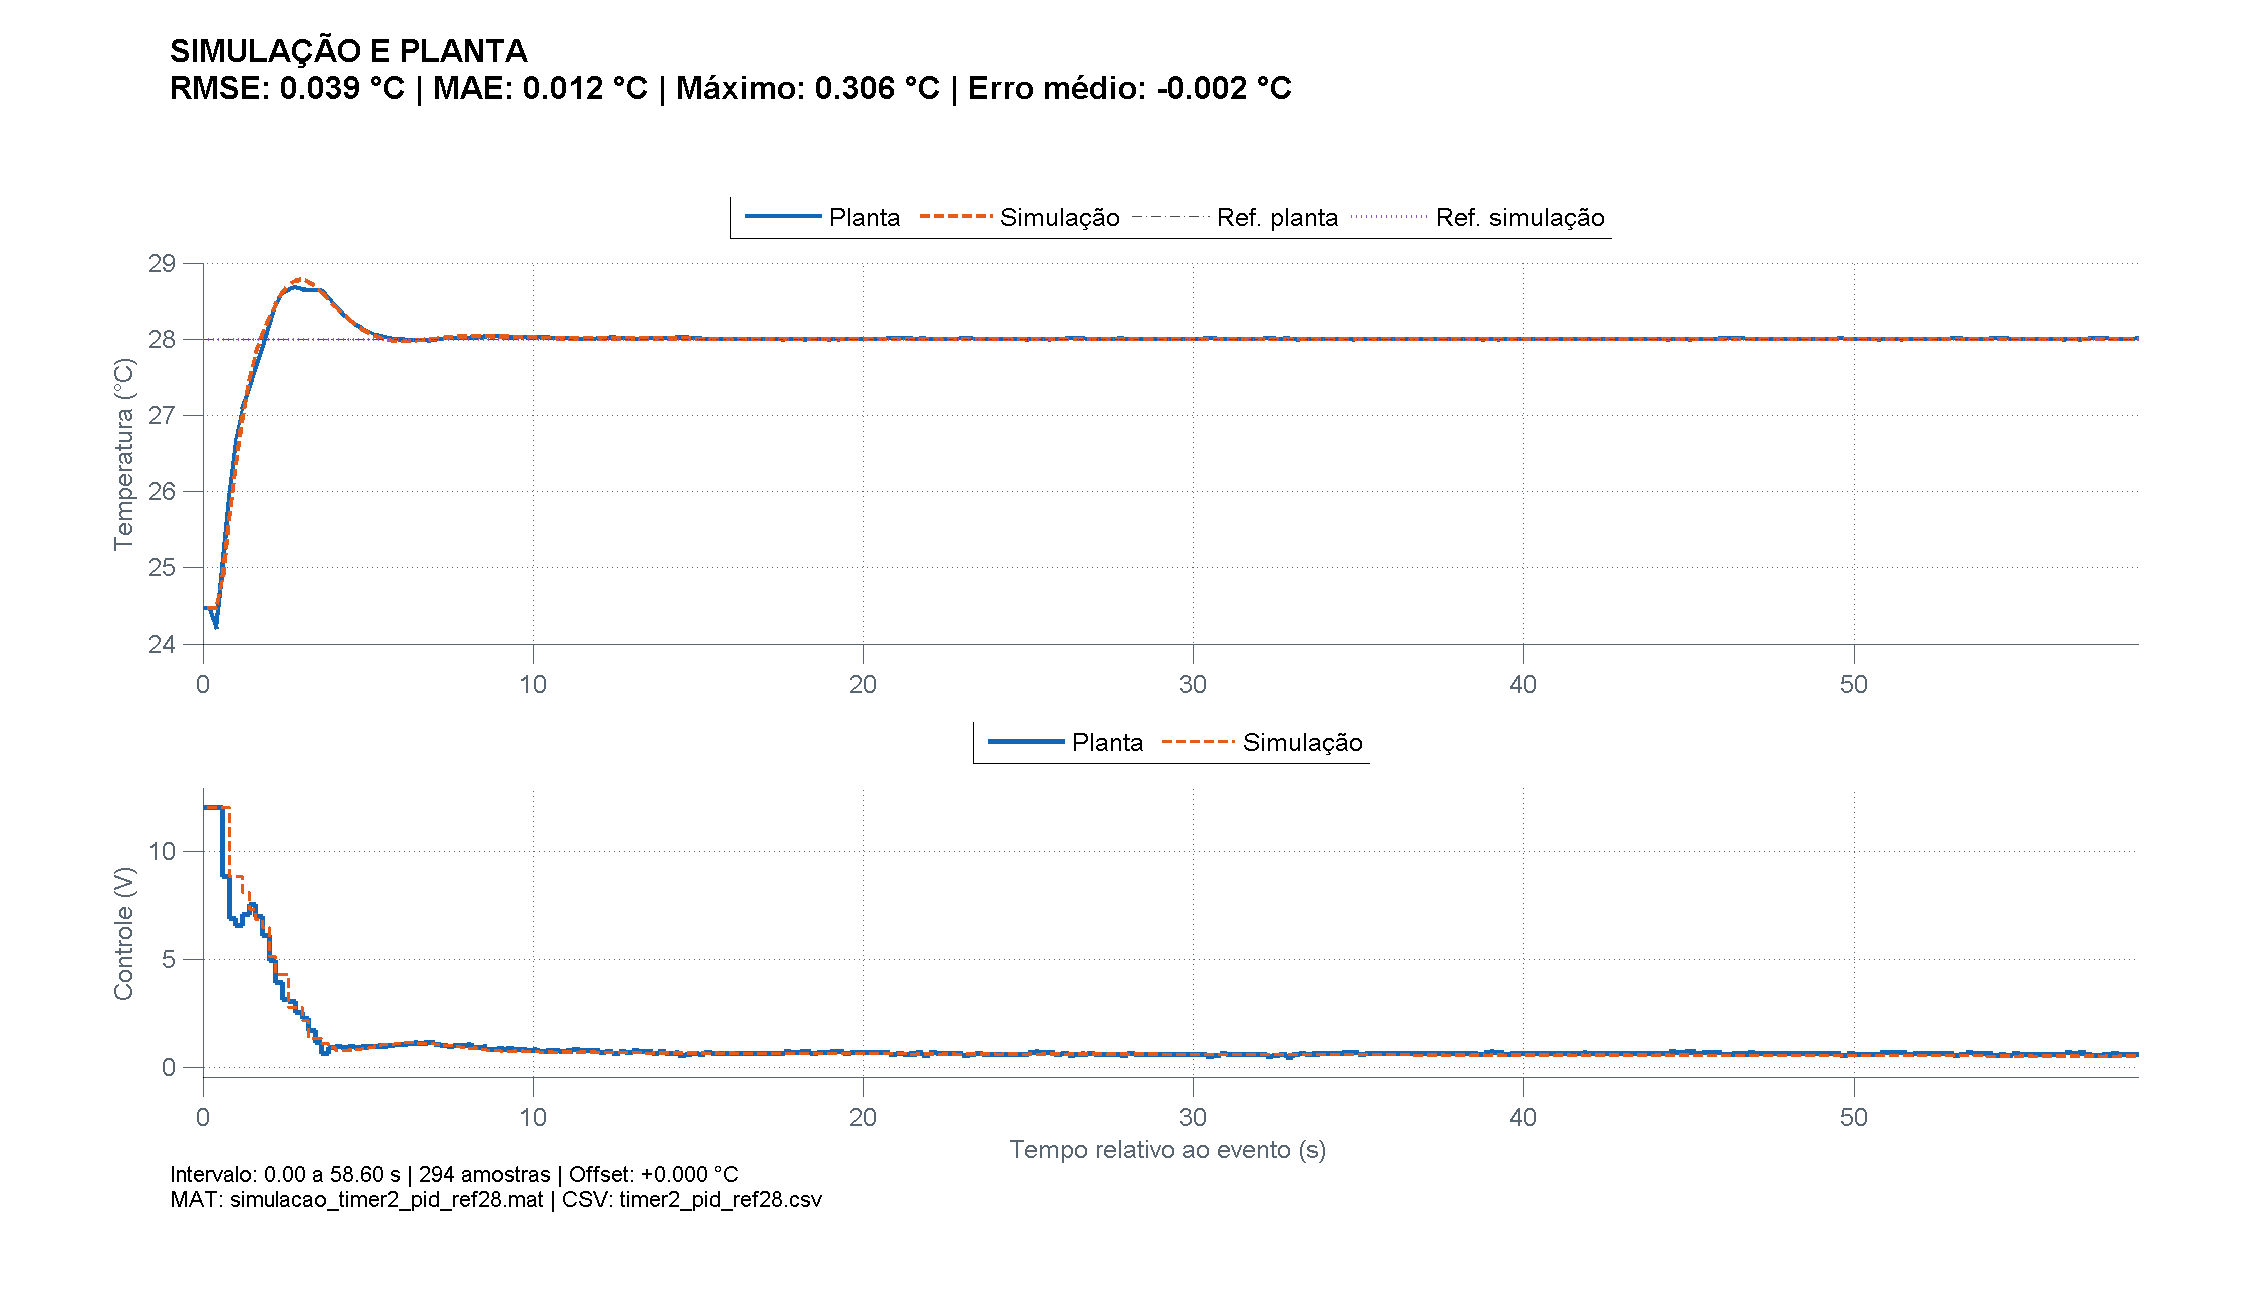 SIMULAÇÃO E PLANTA
RMSE: 0.039 °C | MAE: 0.012 °C | Máximo: 0.306 °C | Erro médio: -0.002 °C
Planta Simulação Ref. planta Ref. simulação
29
28
27
26
25
24
Temperatura (°C)
0 10 20 30 40 50
Planta Simulação
10
5
0
Controle (V)
0 10 20 30 40 50
Tempo relativo ao evento (s)
Intervalo: 0.00 a 58.60 s | 294 amostras | Offset: +0.000 °C
MAT: simulacao_timer2_pid_ref28.mat | CSV: timer2_pid_ref28.csv